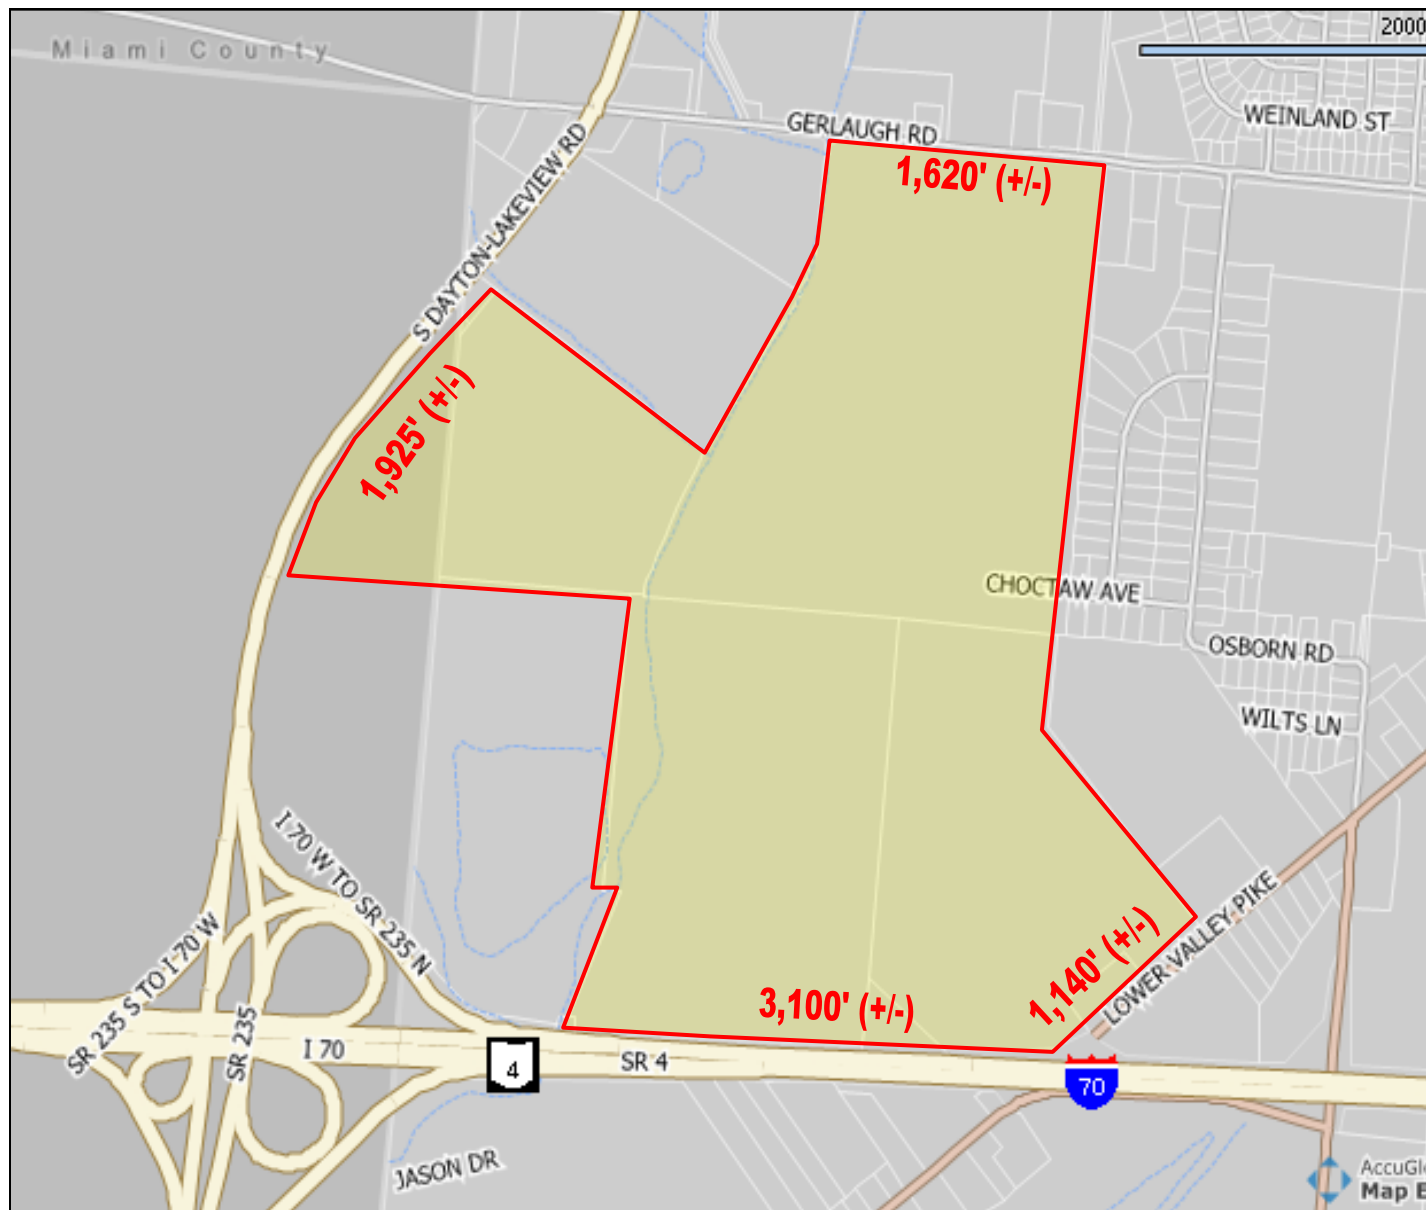 Miami County
2000
WEINLAND ST
GERLAUGH RD
1,620' (+/-)
S DAYTON-LAKEVIEW RD
1,925' (+/-)
CHOCTAW AVE
OSBORN RD
WILTS LN
I 70 W TO SR 235 N
SR 235 S TO I 70 W
SR 235
LOWER VALLEY PIKE
1,140' (+/-)
3,100' (+/-)
I 70
4
SR 4
70
JASON DR
AccuGl
Map